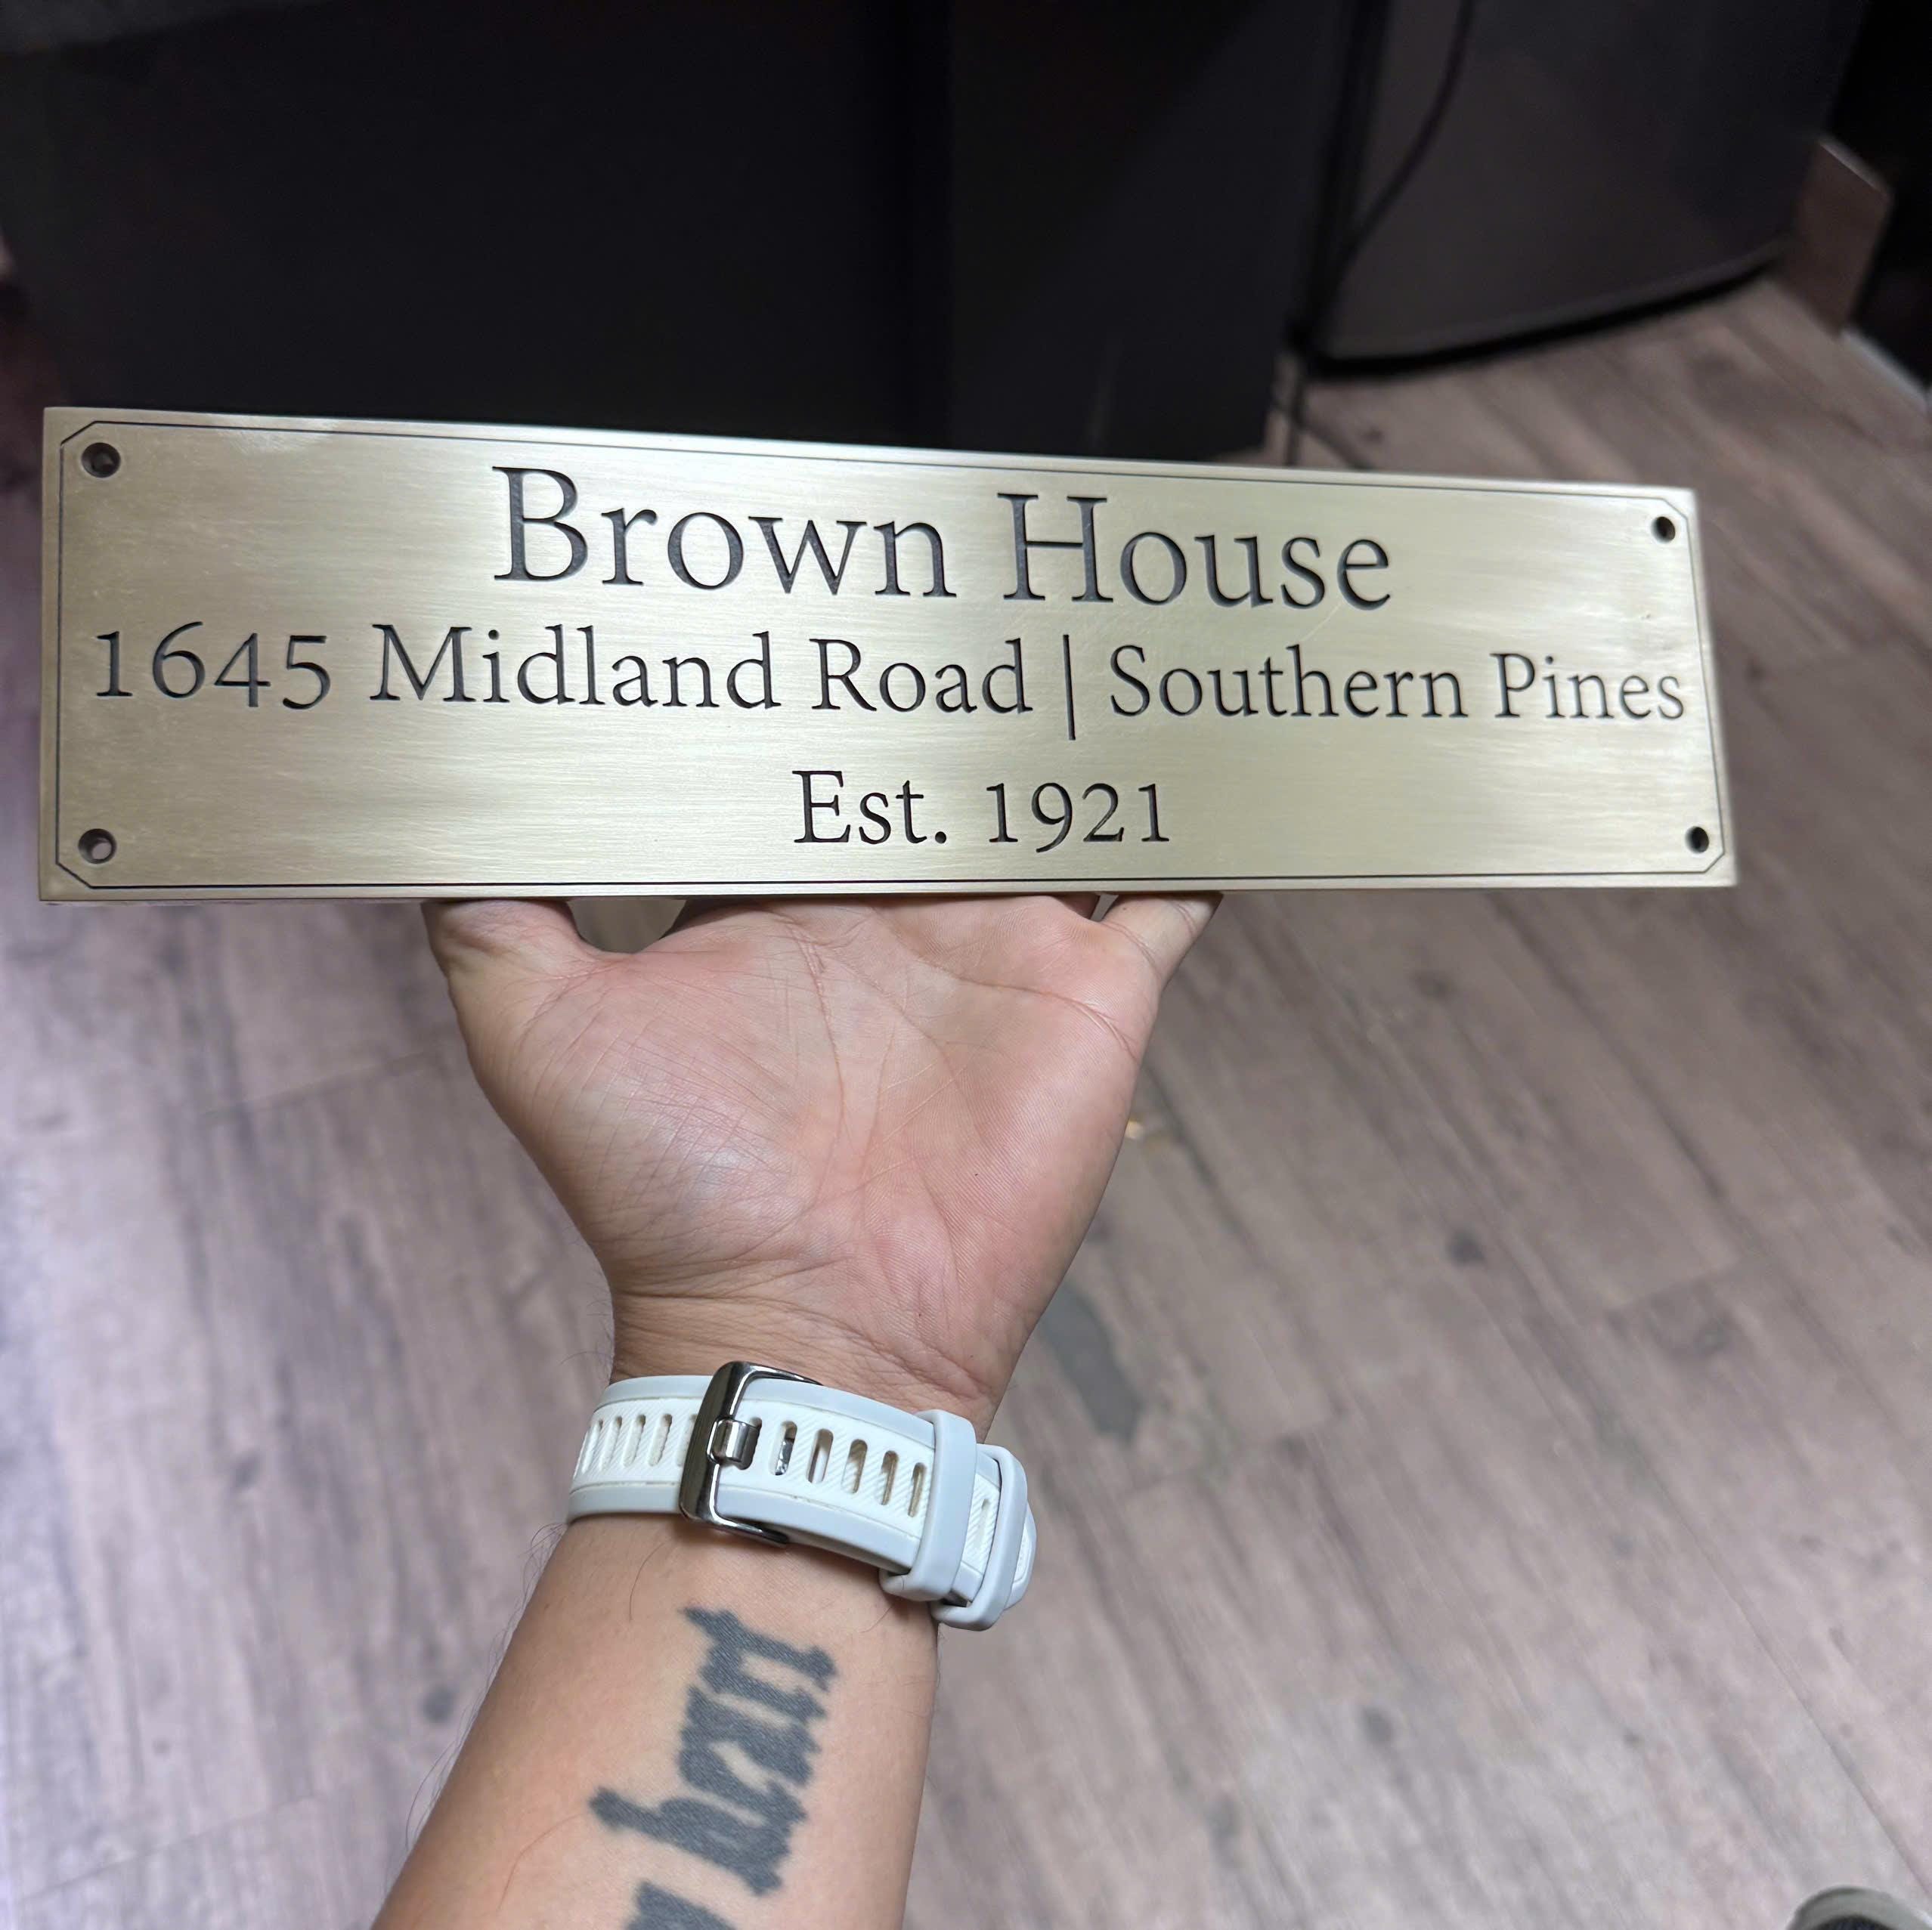 Brown House
1645 Midland Road | Southern Pines
Est. 1921